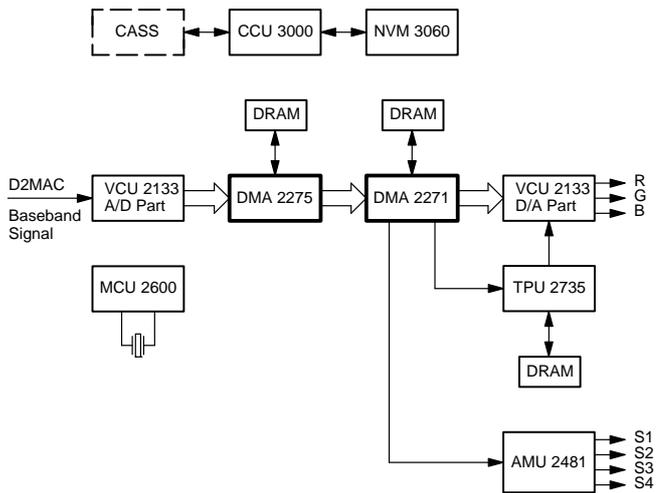 CASS
CCU 3000
NVM 3060
DRAM
DRAM
D2MAC
Baseband
Signal
VCU 2133
A/D Part
DMA 2275
DMA 2271
VCU 2133
D/A Part
R
G
B
MCU 2600
TPU 2735
DRAM
AMU 2481
S1
S2
S3
S4